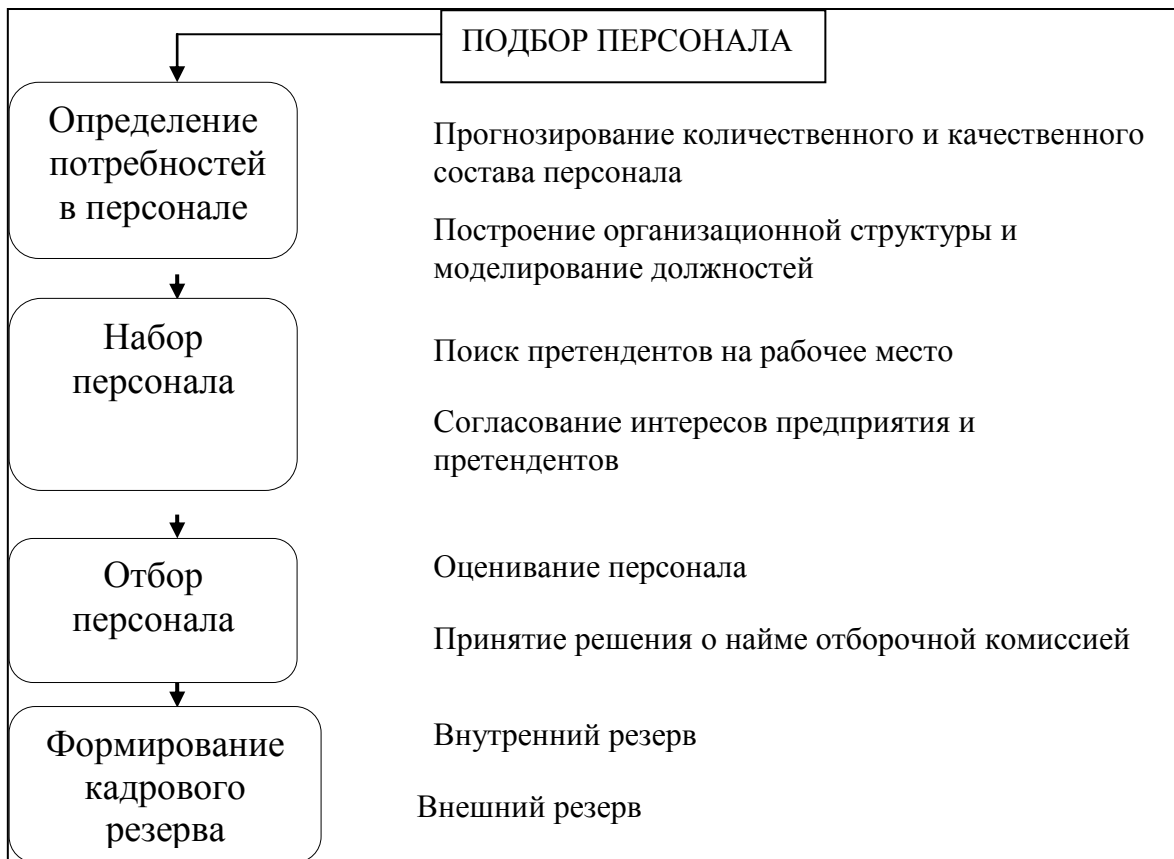 ПОДБОР ПЕРСОНАЛА
Определение
потребностей
в персонале
Прогнозирование количественного и качественного
состава персонала
Построение организационной структуры и
моделирование должностей
Набор
персонала
Поиск претендентов на рабочее место
Согласование интересов предприятия и
претендентов
Отбор
персонала
Оценивание персонала
Принятие решения о найме отборочной комиссией
Формирование
кадрового
резерва
Внутренний резерв
Внешний резерв